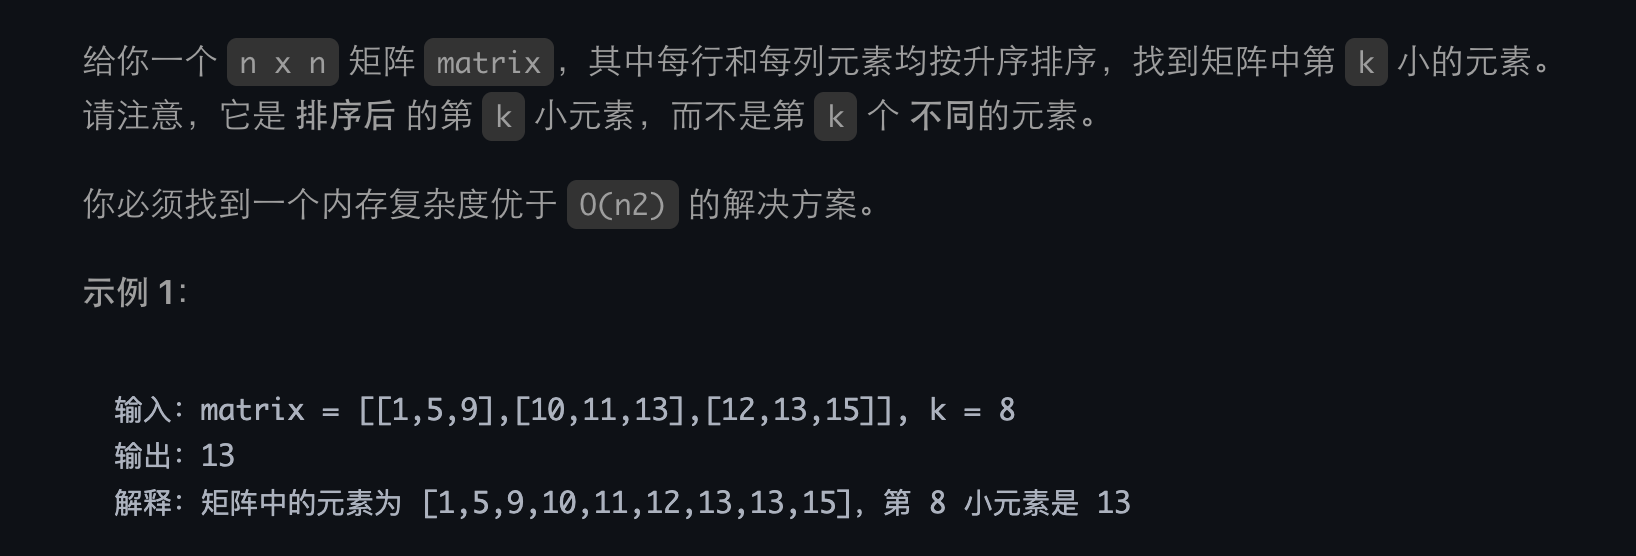 给你一个 n x n 矩阵 matrix，其中每行和每列元素均按升序排序，找到矩阵中第 k 小的元素。
请注意，它是 排序后 的第 k 小元素，而不是第 k 个 不同的元素。
你必须找到一个内存复杂度优于 O(n2) 的解决方案。
示例 1：
输入：matrix = [[1,5,9],[10,11,13],[12,13,15]], k = 8
输出：13
解释：矩阵中的元素为 [1,5,9,10,11,12,13,13,15]，第 8 小元素是 13